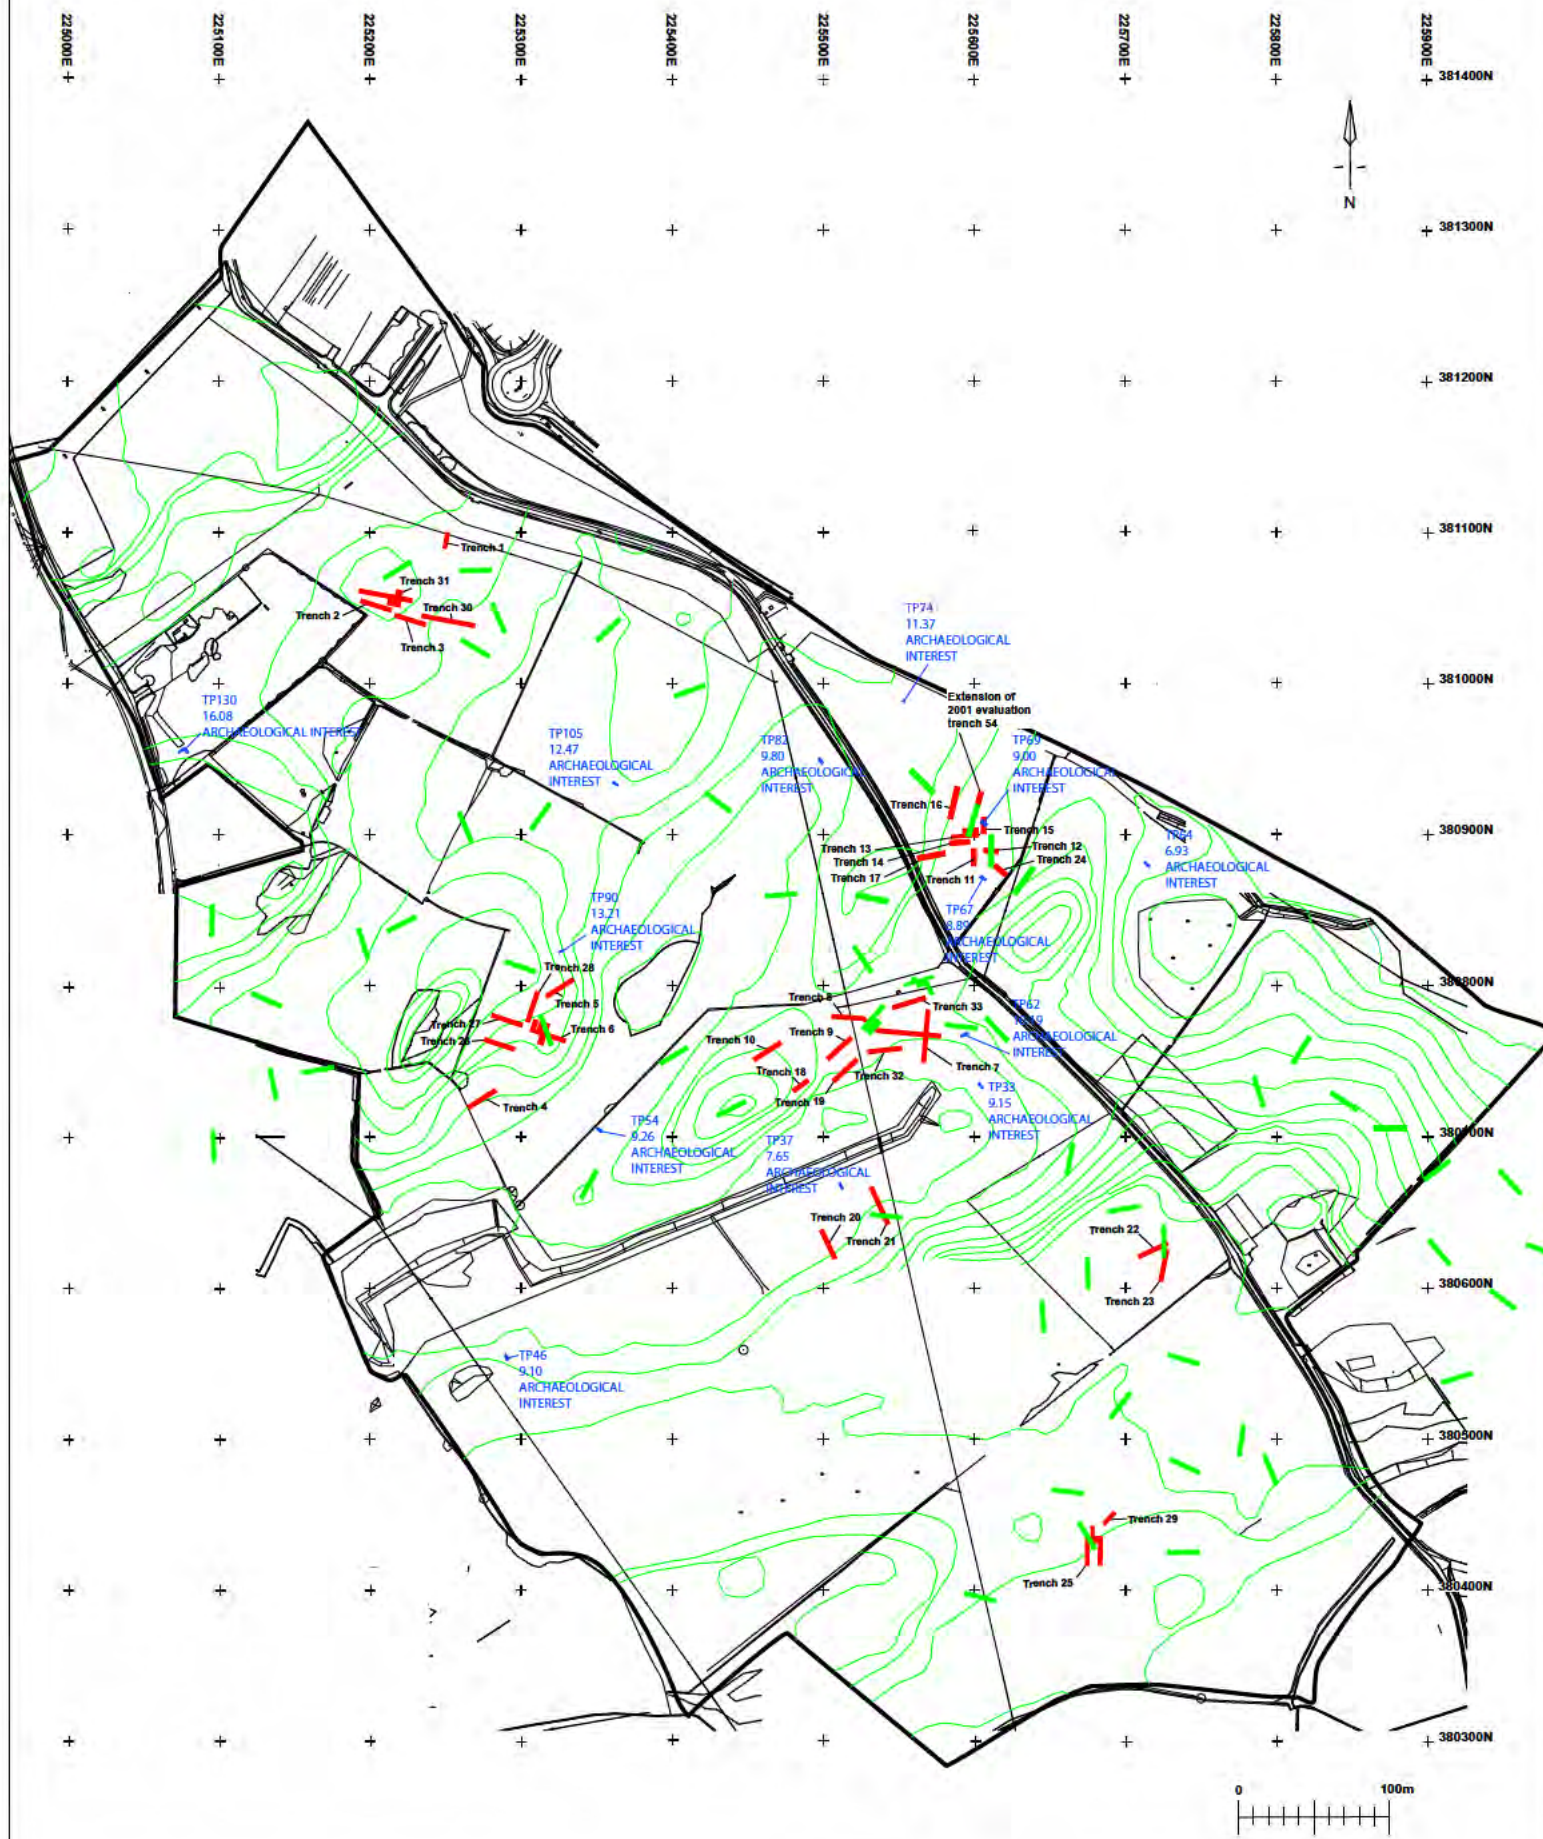 225000E
225100E
225200E
225300E
225400E
225500E
225600E
225700E
225800E
225900E
381400N
N
381300N
381200N
381100N
Trench 1
Trench 31
Trench 2
Trench 30
Trench 3
TP74
11.37
ARCHAEOLOGICAL
INTEREST
381000N
Extension of
2001 evaluation
trench 54
TP130
16.08
ARCHAEOLOGICAL INTEREST
TP105
12.47
ARCHAEOLOGICAL
INTEREST
TP82
9.80
ARCHAEOLOGICAL
INTEREST
TP69
9.00
ARCHAEOLOGICAL
INTEREST
Trench 16
Trench 15
Trench 13
Trench 12
Trench 14
Trench 24
Trench 17
Trench 11
380900N
TP64
6.93
ARCHAEOLOGICAL
INTEREST
TP90
13.21
ARCHAEOLOGICAL
INTEREST
TP67
8.89
ARCHAEOLOGICAL
INTEREST
Trench 28
Trench 5
Trench 27
Trench 6
Trench 4
380800N
Trench 8
Trench 33
Trench 9
Trench 10
Trench 7
Trench 32
Trench 18
Trench 19
TP62
ARCHAEOLOGICAL
INTEREST
TP33
9.15
ARCHAEOLOGICAL
INTEREST
TP54
9.26
ARCHAEOLOGICAL
INTEREST
TP37
7.65
ARCHAEOLOGICAL
INTEREST
380700N
Trench 20
Trench 21
Trench 22
Trench 23
380600N
TP46
9.10
ARCHAEOLOGICAL
INTEREST
380500N
Trench 29
Trench 25
380400N
380300N
0 100m